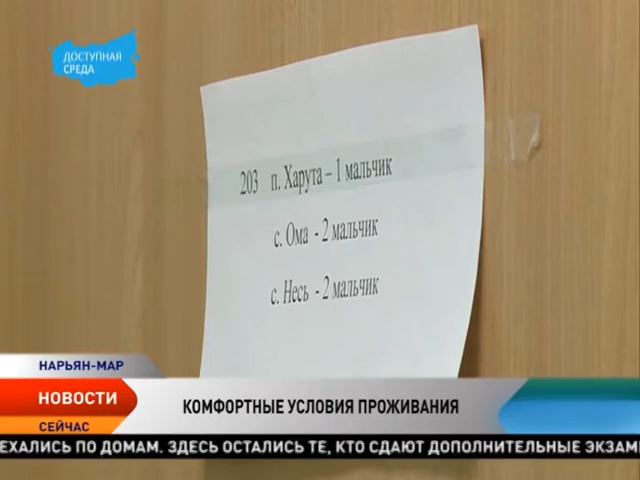 ДОСТУПНАЯ
СРЕДА
203 п. Харута – 1 мальчик
с. Ома - 2 мальчик
с. Несь - 2 мальчик
НАРЬЯН-МАР
НОВОСТИ
СЕЙЧАС
КОМФОРТНЫЕ УСЛОВИЯ ПРОЖИВАНИЯ
ЕХАЛИСЬ ПО ДОМАМ. ЗДЕСЬ ОСТАЛИСЬ ТЕ, КТО СДАЮТ ДОПОЛНИТЕЛЬНЫЕ ЭКЗАМ